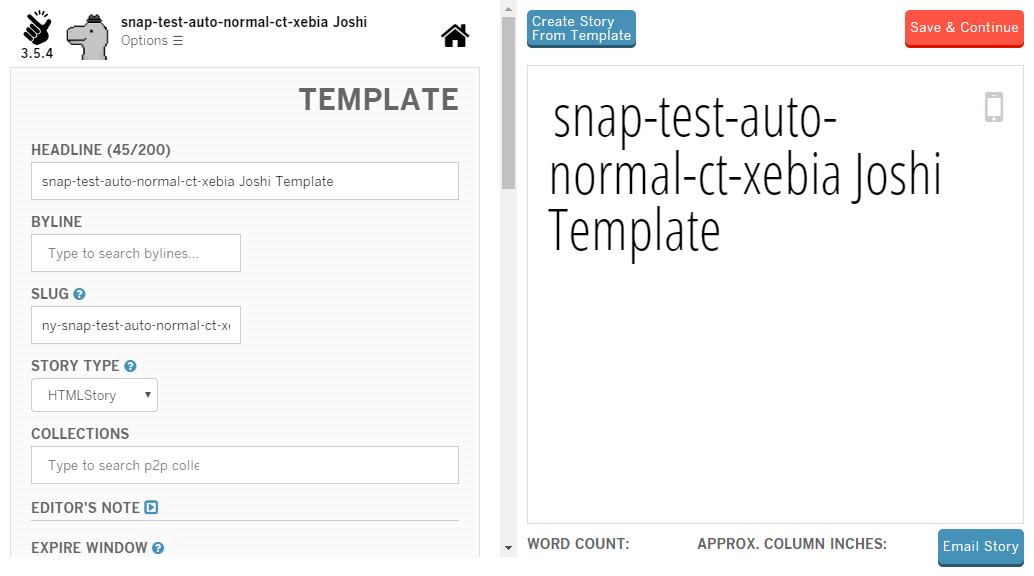 3.5.4
snap-test-auto-normal-ct-xebia Joshi
Options ☰
TEMPLATE
HEADLINE (45/200)
snap-test-auto-normal-ct-xebia Joshi Template
BYLINE
Type to search bylines...
SLUG
ny-snap-test-auto-normal-ct-x
STORY TYPE
HTMLStory
COLLECTIONS
Type to search p2p colle
EDITOR'S NOTE
EXPIRE WINDOW
Create Story
From Template
Save & Continue
snap-test-auto-
normal-ct-xebia Joshi
Template
WORD COUNT:
APPROX. COLUMN INCHES:
Email Story